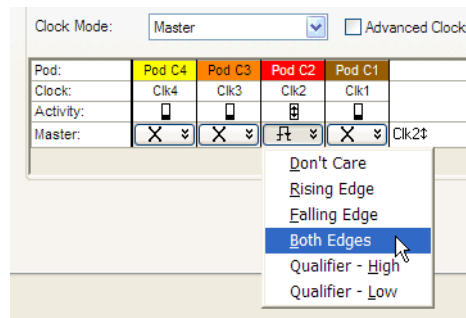 Clock Mode: Master Advanced Clock
Pod: Pod C4 Pod C3 Pod C2 Pod C1
Clock: Clk4 Clk3 Clk2 Clk1
Activity:
Master: X X X Clk2↕
Don't Care
Rising Edge
Falling Edge
Both Edges
Qualifier - High
Qualifier - Low